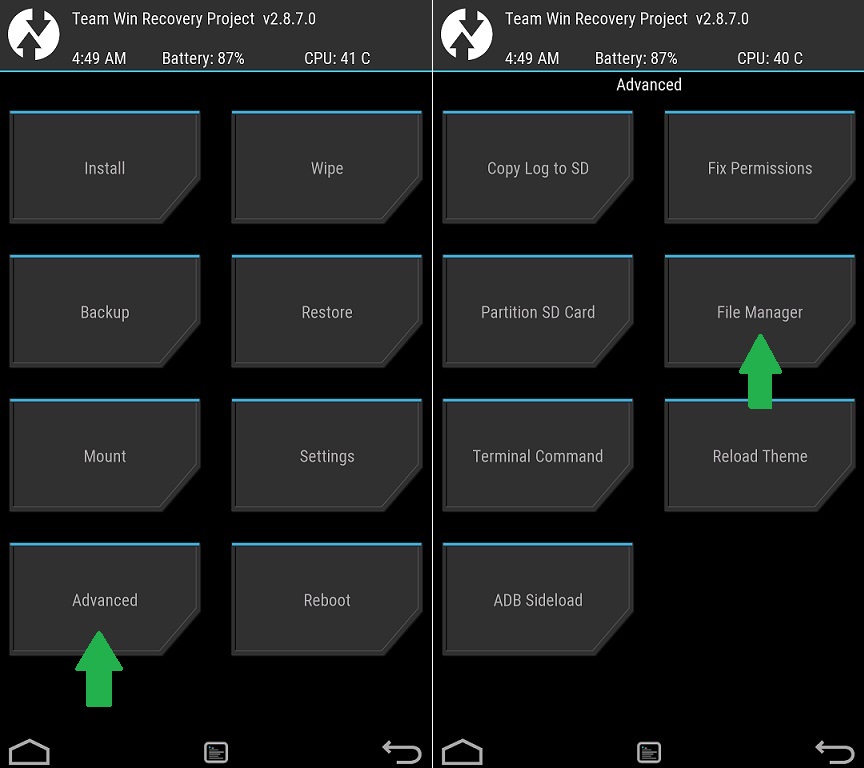 Team Win Recovery Project v2.8.7.0
4:49 AM Battery: 87% CPU: 41 C
Install Wipe
Backup Restore
Mount Settings
Advanced Reboot
Team Win Recovery Project v2.8.7.0
4:49 AM Battery: 87% CPU: 40 C
Advanced
Copy Log to SD Fix Permissions
Partition SD Card File Manager
Terminal Command Reload Theme
ADB Sideload